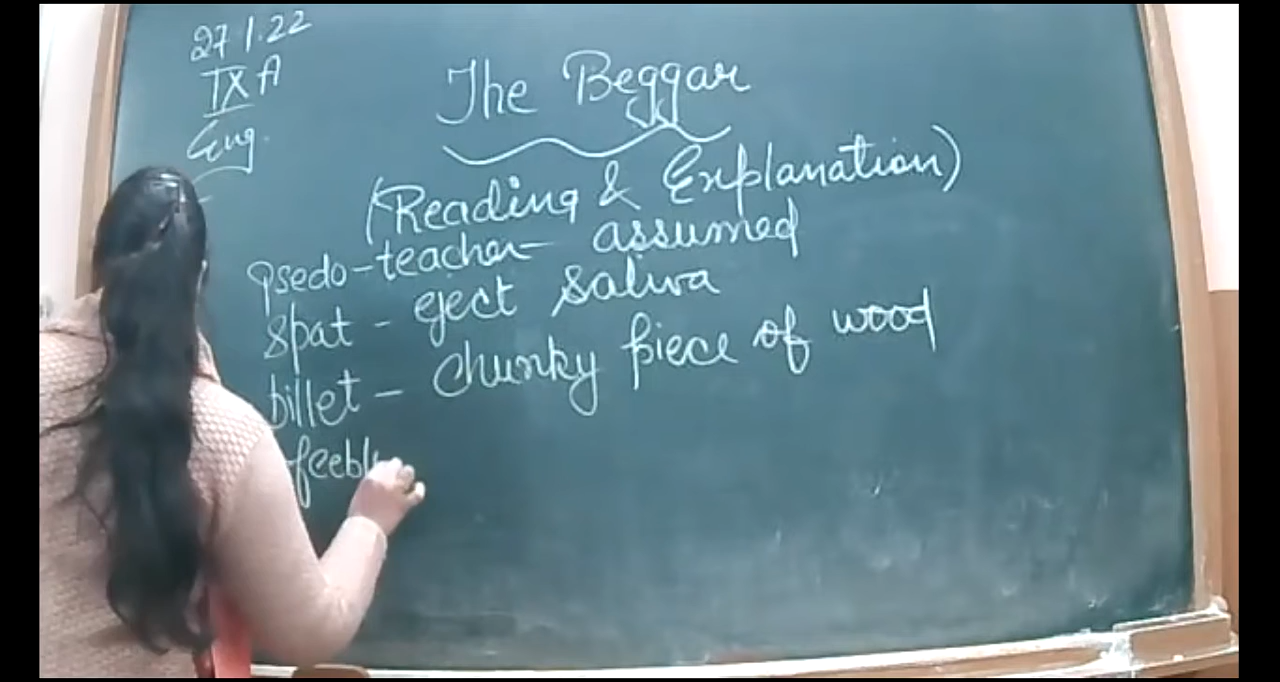 27.1.22
IX A
Eng.
The Beggar
(Reading & Explanation)
psedo-teacher - assumed
spat - eject saliva
billet - chunky piece of wood
feebl